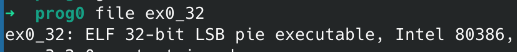 → prog0 file ex0_32
ex0_32: ELF 32-bit LSB pie executable, Intel 80386,